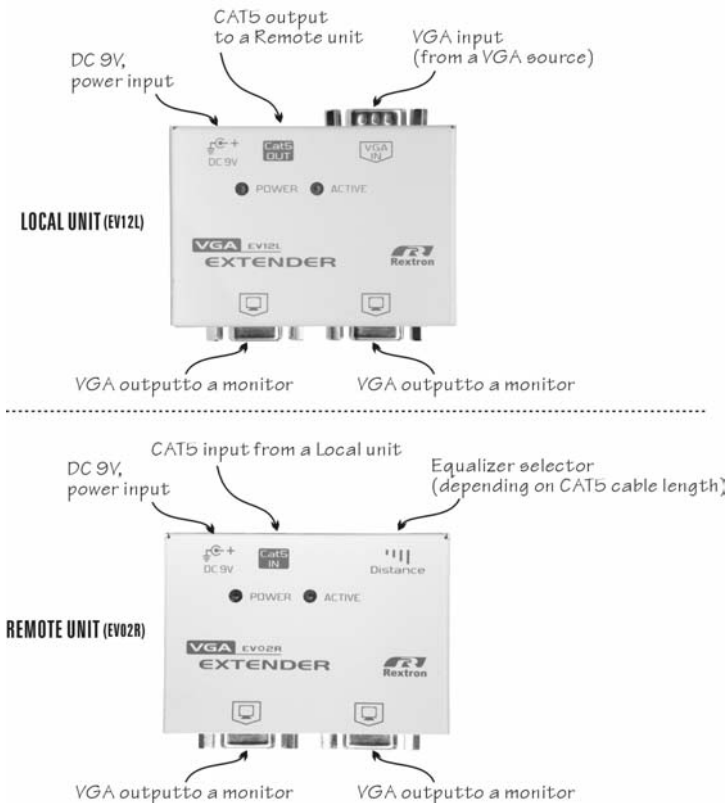 CAT5 output
to a Remote unit
VGA input
(from a VGA source)
DC 9V,
power input
DC 9V
Cat5
OUT
VGA
IN
POWER
ACTIVE
LOCAL UNIT (EV12L)
VGA EV12L
EXTENDER
Rextron
VGA outputto a monitor
VGA outputto a monitor
CAT5 input from a Local unit
DC 9V,
power input
Equalizer selector
(depending on CAT5 cable length)
DC 9V
Cat5
IN
Distance
POWER
ACTIVE
REMOTE UNIT (EV02R)
VGA EV02R
EXTENDER
Rextron
VGA outputto a monitor
VGA outputto a monitor